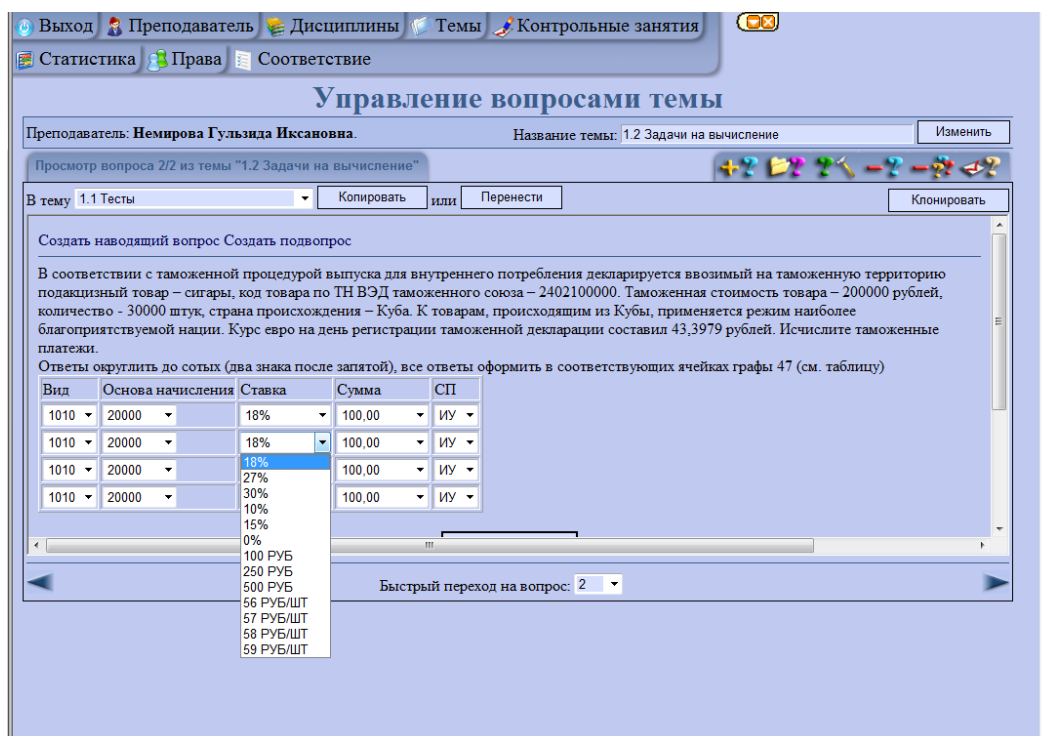 Выход Преподаватель Дисциплины Темы Контрольные занятия
Статистика Права Соответствие
Управление вопросами темы
Преподаватель: Немирова Гульзида Иксановна. Название темы: 1.2 Задачи на вычисление Изменить
Просмотр вопроса 2/2 из темы "1.2 Задачи на вычисление"
В тему 1.1 Тесты Копировать или Перенести Клонировать
Создать наводящий вопрос Создать подвопрос
В соответствии с таможенной процедурой выпуска для внутреннего потребления декларируется ввозимый на таможенную территорию
подакцизный товар – сигары, код товара по ТН ВЭД таможенного союза – 2402100000. Таможенная стоимость товара – 200000 рублей,
количество - 30000 штук, страна происхождения – Куба. К товарам, происходящим из Кубы, применяется режим наиболее
благоприятствуемой нации. Курс евро на день регистрации таможенной декларации составил 43,3979 рублей. Исчислите таможенные
платежи.
Ответы округлить до сотых (два знака после запятой), все ответы оформить в соответствующих ячейках графы 47 (см. таблицу)
Вид Основа начисления Ставка Сумма СП
1010 20000 18% 100,00 ИУ
1010 20000 18% 100,00 ИУ
1010 20000 100,00 ИУ
1010 20000 100,00 ИУ
18%
27%
30%
10%
15%
0%
100 РУБ
250 РУБ
500 РУБ
56 РУБ/ШТ
57 РУБ/ШТ
58 РУБ/ШТ
59 РУБ/ШТ
Быстрый переход на вопрос: 2